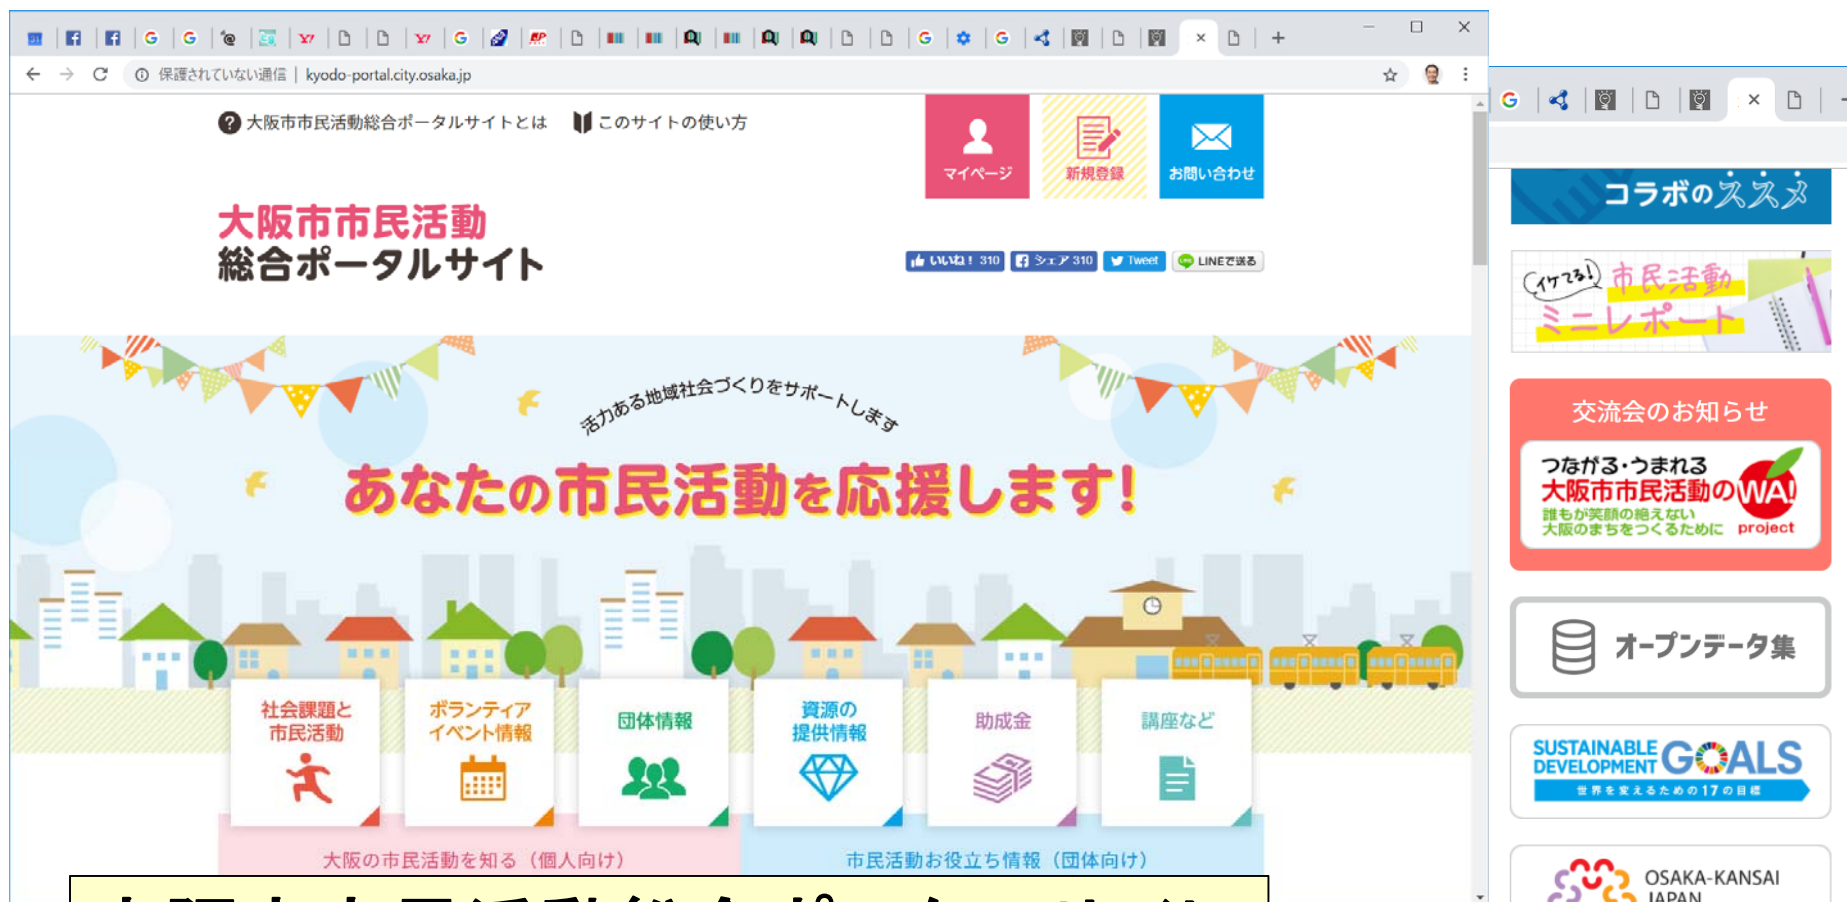 保護されていない通信 | kyodo-portal.city.osaka.jp
大阪市市民活動総合ポータルサイトとは
このサイトの使い方
マイページ
新規登録
お問い合わせ
大阪市市民活動
総合ポータルサイト
いいね! 310
シェア 310
Tweet
LINEで送る
活力ある地域社会づくりをサポートします
あなたの市民活動を応援します!
社会課題と
市民活動
ボランティア
イベント情報
団体情報
資源の
提供情報
助成金
講座など
大阪の市民活動を知る（個人向け）
市民活動お役立ち情報（団体向け）
コラボのススメ
イケてる!
市民活動
ミニレポート
交流会のお知らせ
つながる・うまれる
大阪市市民活動のWA!
誰もが笑顔の絶えない
大阪のまちをつくるために
project
オープンデータ集
SUSTAINABLE
DEVELOPMENT
GOALS
世界を変えるための17の目標
OSAKA-KANSAI
JAPAN